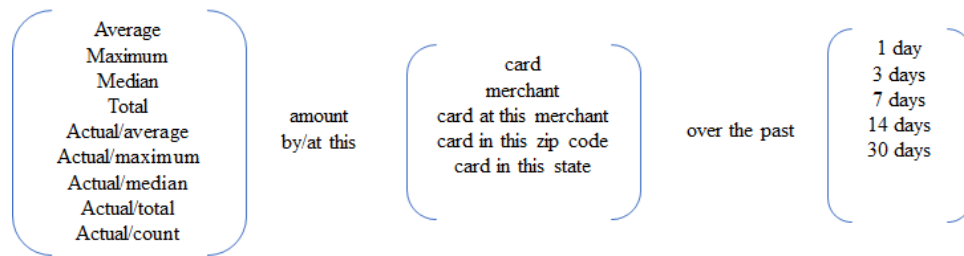 Average
Maximum
Median
Total
Actual/average
Actual/maximum
Actual/median
Actual/total
Actual/count
amount
by/at this
card
merchant
card at this merchant
card in this zip code
card in this state
over the past
1 day
3 days
7 days
14 days
30 days